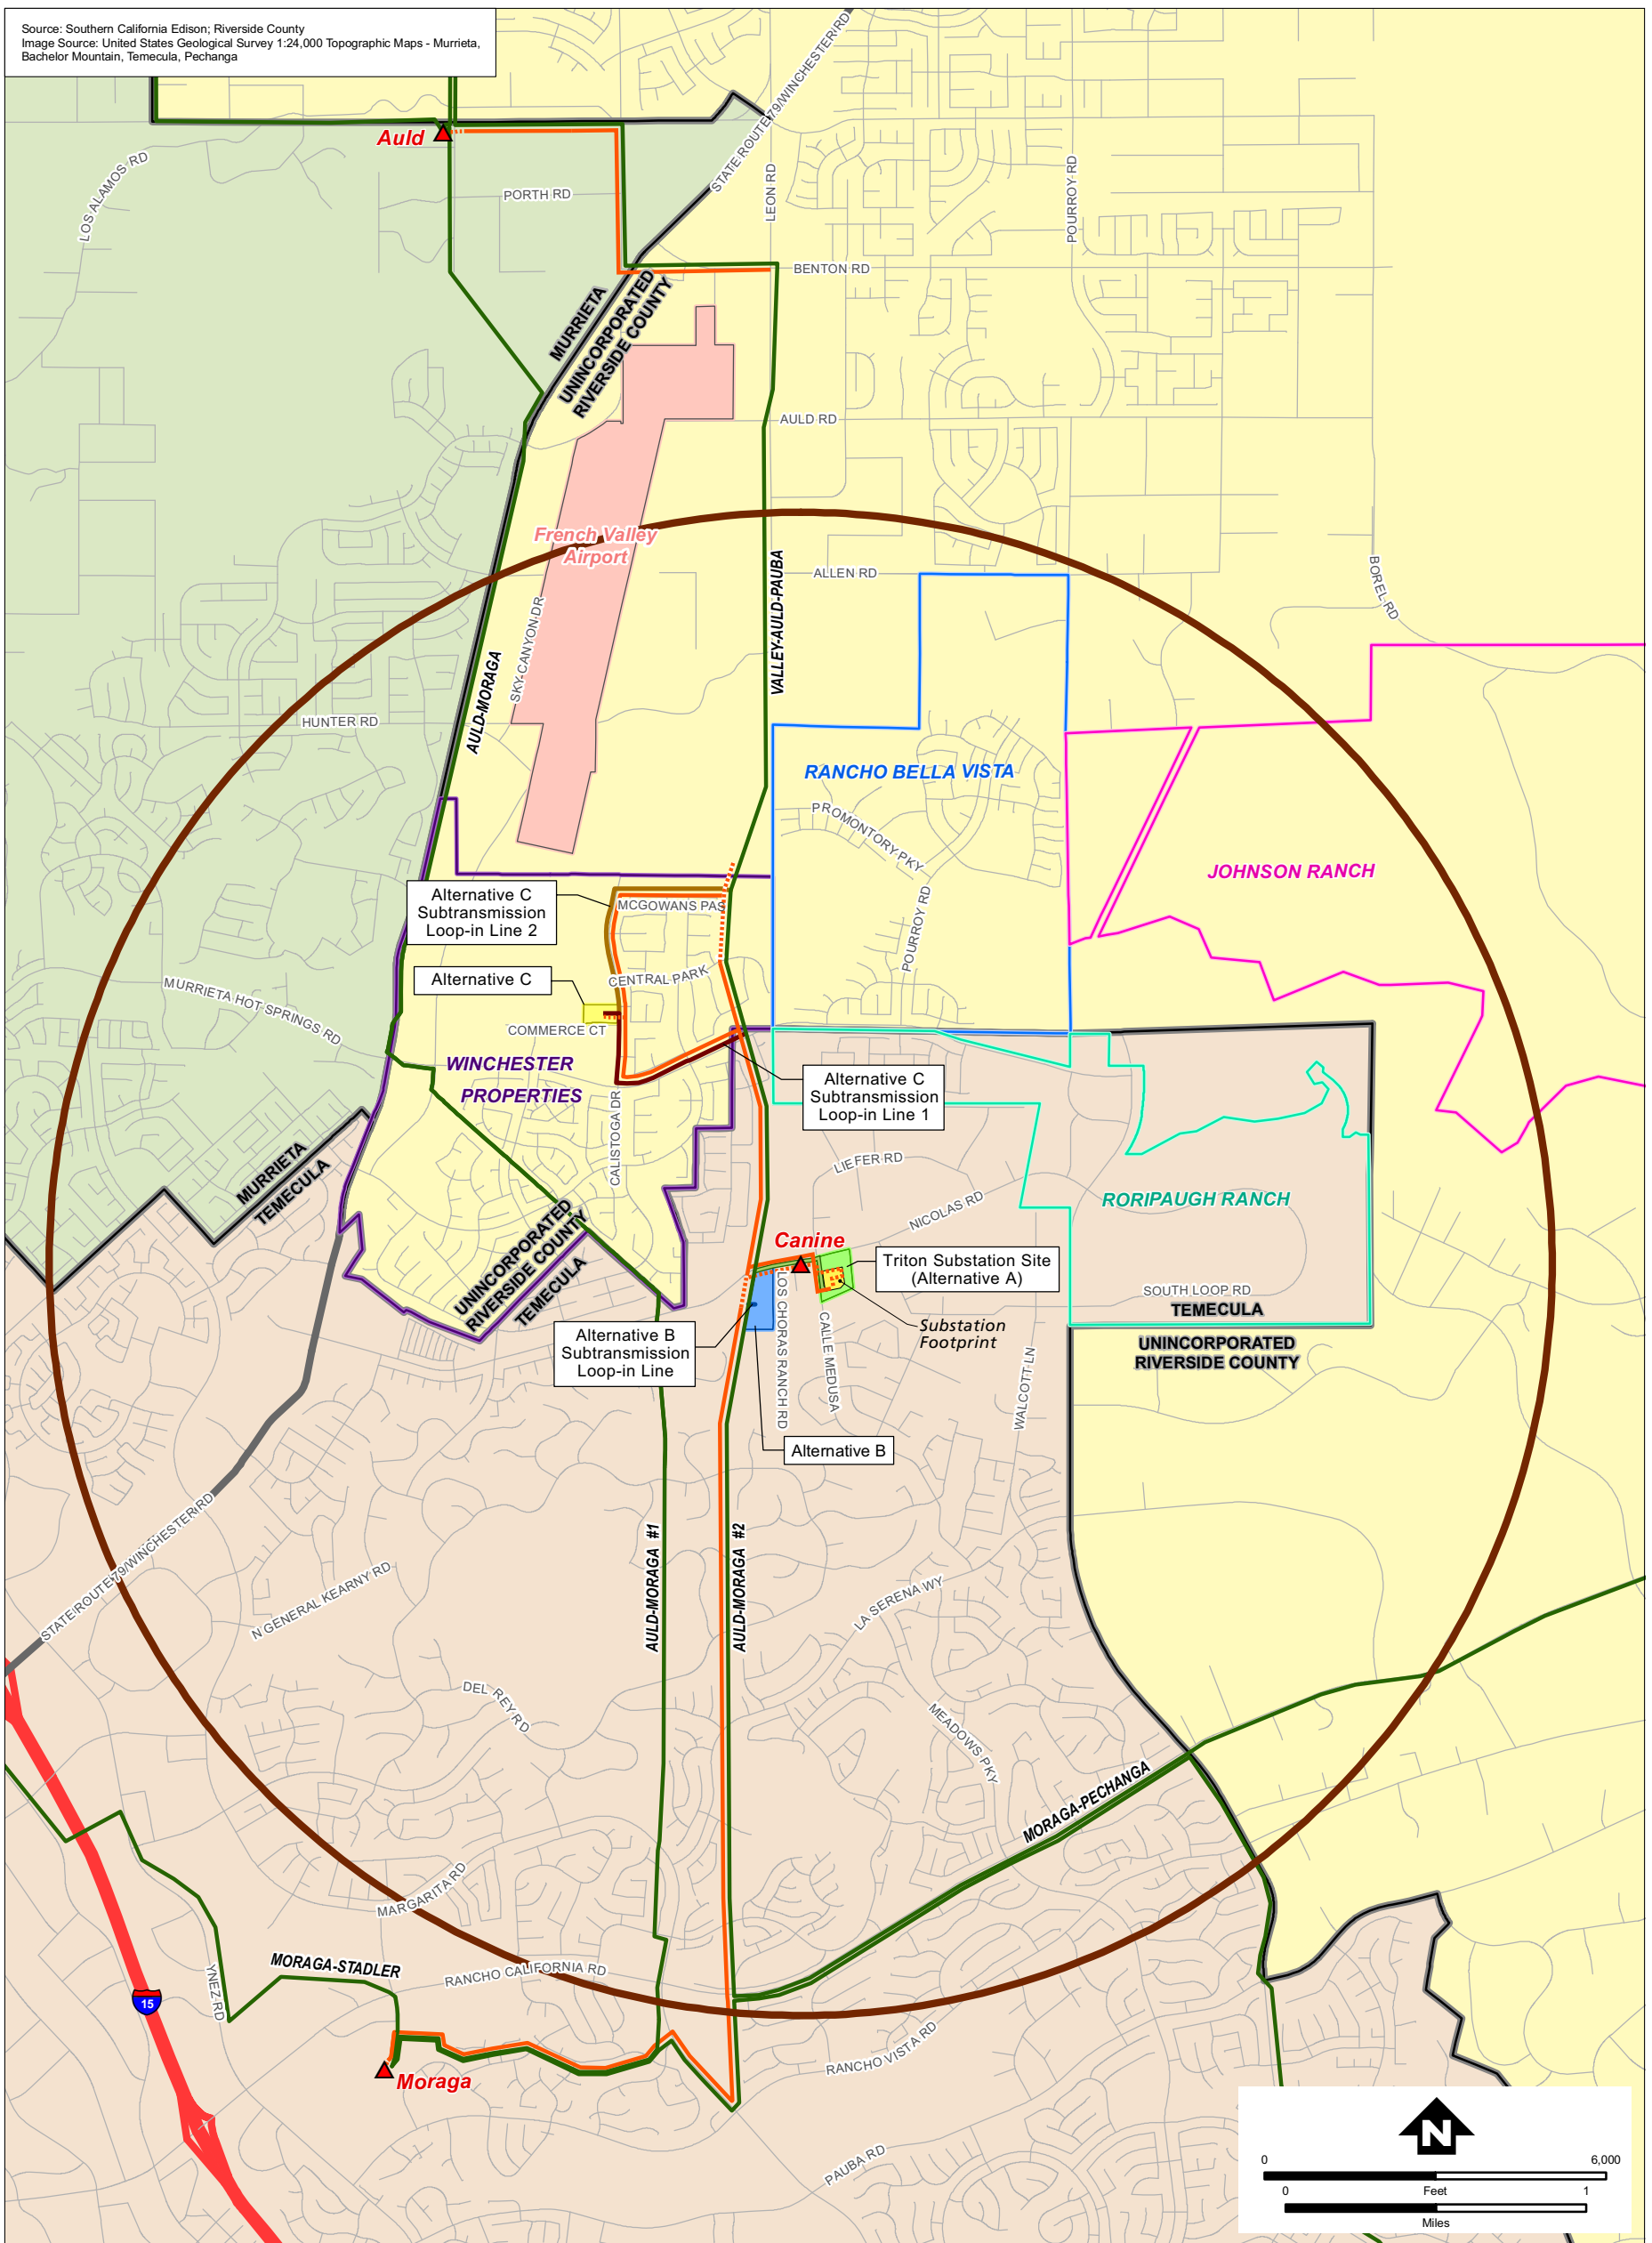 Source: Southern California Edison; Riverside County
Image Source: United States Geological Survey 1:24,000 Topographic Maps - Murrieta,
Bachelor Mountain, Temecula, Pechanga
STATE ROUTE 79/WINCHESTER RD
Auld
LOS ALAMOS RD
PORTH RD
LEON RD
POURROY RD
BENTON RD
MURRIETA
UNINCORPORATED
RIVERSIDE COUNTY
AULD RD
French Valley
Airport
ALLEN RD
VALLEY-AULD-PAUBA
BOREL RD
SKY CANYON DR
AULD-MORAGA
HUNTER RD
RANCHO BELLA VISTA
PROMONTORY PKY
JOHNSON RANCH
Alternative C
Subtransmission
Loop-in Line 2
MCGOWANS PAS
POURROY RD
CENTRAL PARK
Alternative C
MURRIETA HOT SPRINGS RD
COMMERCE CT
WINCHESTER
PROPERTIES
Alternative C
Subtransmission
Loop-in Line 1
CALISTOGA DR
LIEFER RD
MURRIETA
TEMECULA
RORIPAUGH RANCH
NICOLAS RD
UNINCORPORATED
RIVERSIDE COUNTY
TEMECULA
Canine
Triton Substation Site
(Alternative A)
SOUTH LOOP RD
TEMECULA
UNINCORPORATED
RIVERSIDE COUNTY
Substation
Footprint
LOS CHORAS RANCH RD
CALLE MEDUSA
Alternative B
Subtransmission
Loop-in Line
WALCOTT LN
Alternative B
STATE ROUTE 79/WINCHESTER RD
AULD-MORAGA #1
AULD-MORAGA #2
N GENERAL KEARNY RD
LA SERENA WY
DEL REY RD
MEADOWS PKY
MORAGA-PECHANGA
MARGARITA RD
MORAGA-STADLER
RANCHO CALIFORNIA RD
YNEZ RD
15
RANCHO VISTA RD
Moraga
PAUBA RD
N
0 6,000
Feet
0 1
Miles